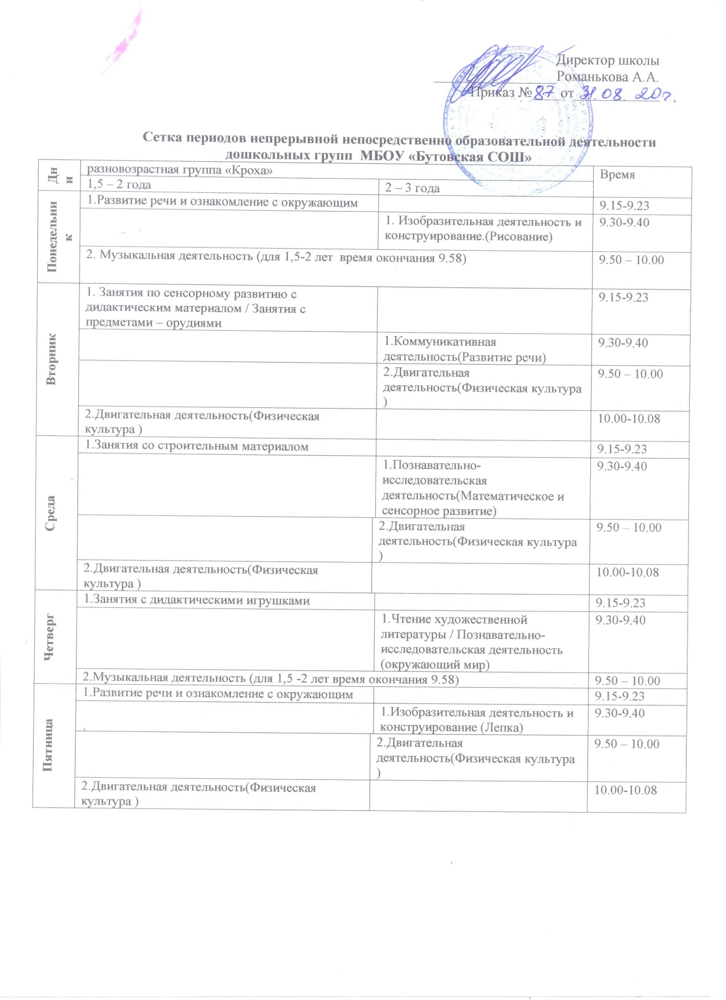 Директор школы
Романькова А.А.
Приказ № 87 от 31.08.20г.
Сетка периодов непрерывной непосредственно образовательной деятельности
дошкольных групп МБОУ «Бутовская СОШ»
Дн
и
разновозрастная группа «Кроха»
Время
1,5 – 2 года
2 – 3 года
Понедельни
к
1.Развитие речи и ознакомление с окружающим
9.15-9.23
1. Изобразительная деятельность и
конструирование.(Рисование)
9.30-9.40
2. Музыкальная деятельность (для 1,5-2 лет время окончания 9.58)
9.50 – 10.00
Вторник
1. Занятия по сенсорному развитию с
дидактическим материалом / Занятия с
предметами – орудиями
9.15-9.23
1.Коммуникативная
деятельность(Развитие речи)
9.30-9.40
2.Двигательная
деятельность(Физическая культура
)
9.50 – 10.00
2.Двигательная деятельность(Физическая
культура )
10.00-10.08
Среда
1.Занятия со строительным материалом
9.15-9.23
1.Познавательно-
исследовательская
деятельность(Математическое и
сенсорное развитие)
9.30-9.40
2.Двигательная
деятельность(Физическая культура
)
9.50 – 10.00
2.Двигательная деятельность(Физическая
культура )
10.00-10.08
Четверг
1.Занятия с дидактическими игрушками
9.15-9.23
1.Чтение художественной
литературы / Познавательно-
исследовательская деятельность
(окружающий мир)
9.30-9.40
2.Музыкальная деятельность (для 1,5 -2 лет время окончания 9.58)
9.50 – 10.00
Пятница
1.Развитие речи и ознакомление с окружающим
9.15-9.23
1.Изобразительная деятельность и
конструирование (Лепка)
9.30-9.40
2.Двигательная
деятельность(Физическая культура
)
9.50 – 10.00
2.Двигательная деятельность(Физическая
культура )
10.00-10.08